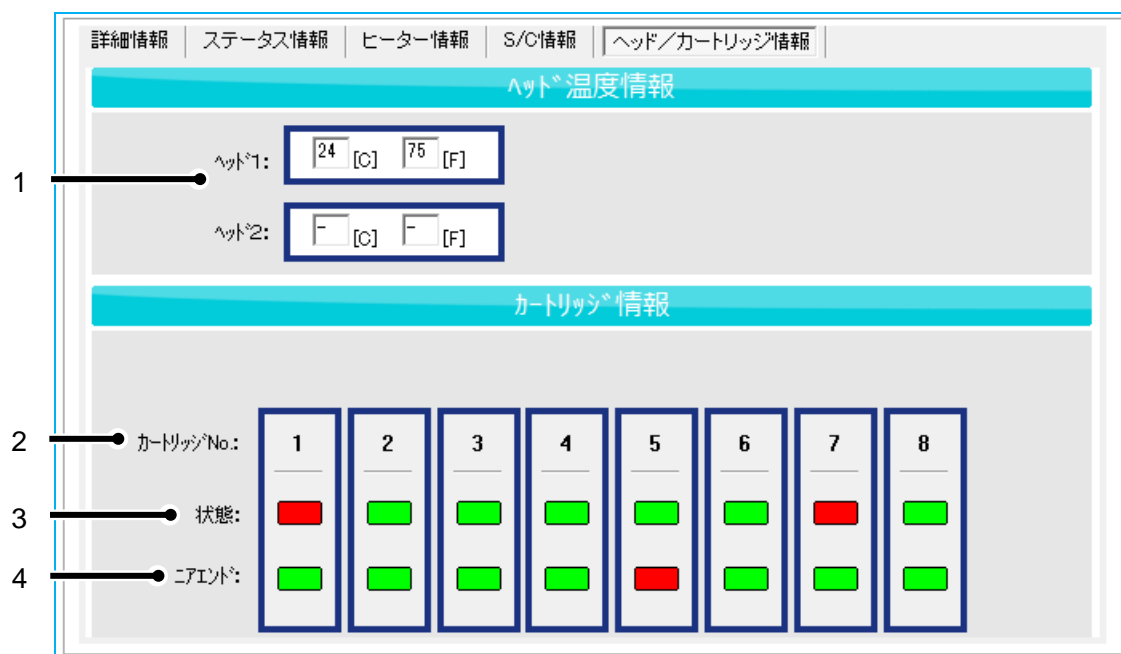 詳細情報 ステータス情報 ヒーター情報 S/C情報 ヘッド/カートリッジ情報
ﾍｯﾄﾞ温度情報
1 ﾍｯﾄﾞ1: 24 [C] 75 [F]
ﾍｯﾄﾞ2: - [C] - [F]
ｶｰﾄﾘｯｼﾞ情報
2 ｶｰﾄﾘｯｼﾞNo.: 1 2 3 4 5 6 7 8
3 状態:
4 ﾆｱｴﾝﾄﾞ: